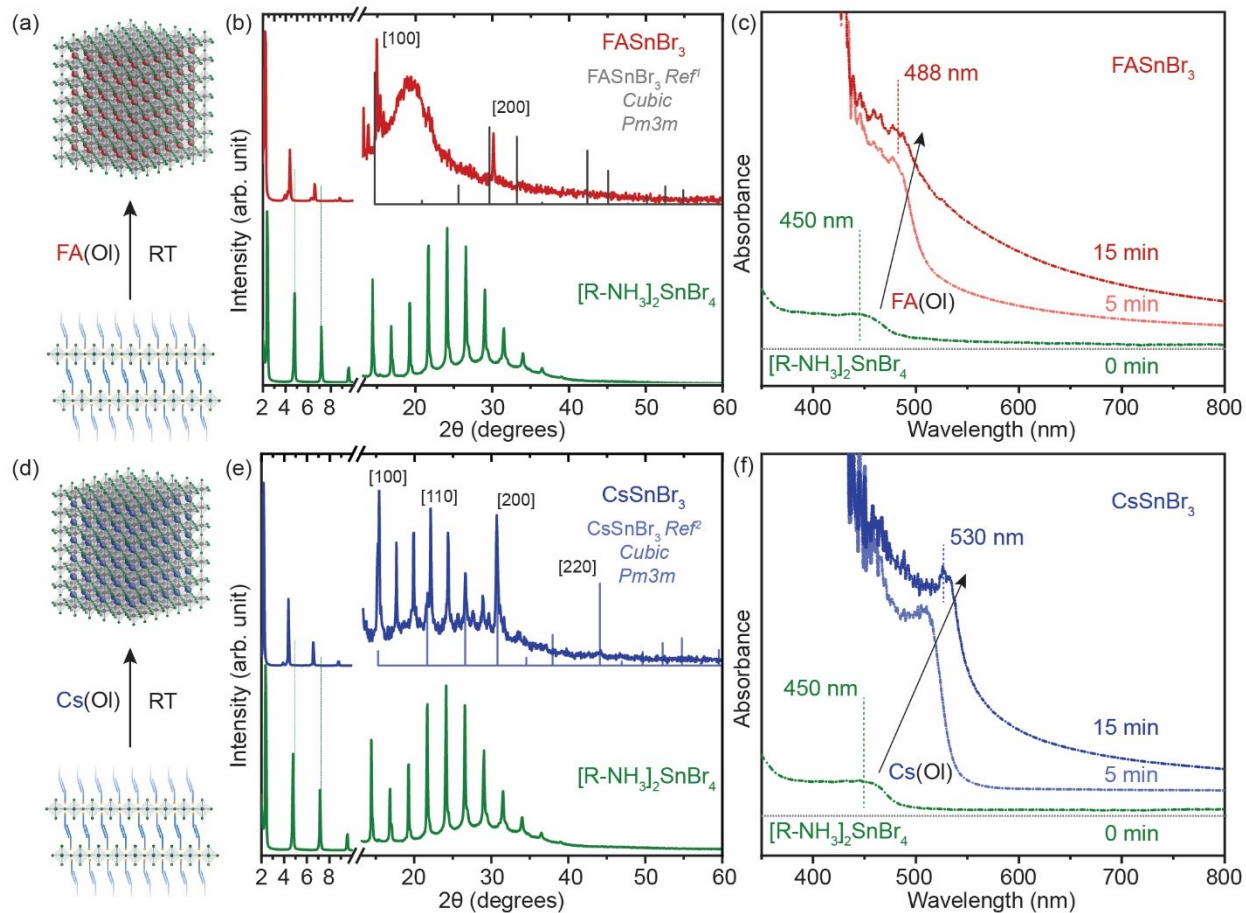 (a)
FA(Ol) RT
(b)
Intensity (arb. unit)
[100]
[200]
FASnBr₃
FASnBr₃ Ref¹
Cubic
Pm3m
[R-NH₃]₂SnBr₄
2 4 6 8 20 30 40 50 60
2θ (degrees)
(c)
Absorbance
488 nm
FASnBr₃
450 nm
15 min
FA(Ol)
5 min
[R-NH₃]₂SnBr₄
0 min
400 500 600 700 800
Wavelength (nm)
(d)
Cs(Ol) RT
(e)
Intensity (arb. unit)
[100]
[110]
[200]
CsSnBr₃
CsSnBr₃ Ref²
Cubic
Pm3m
[220]
[R-NH₃]₂SnBr₄
2 4 6 8 20 30 40 50 60
2θ (degrees)
(f)
Absorbance
CsSnBr₃
530 nm
450 nm
15 min
Cs(Ol)
5 min
[R-NH₃]₂SnBr₄
0 min
400 500 600 700 800
Wavelength (nm)